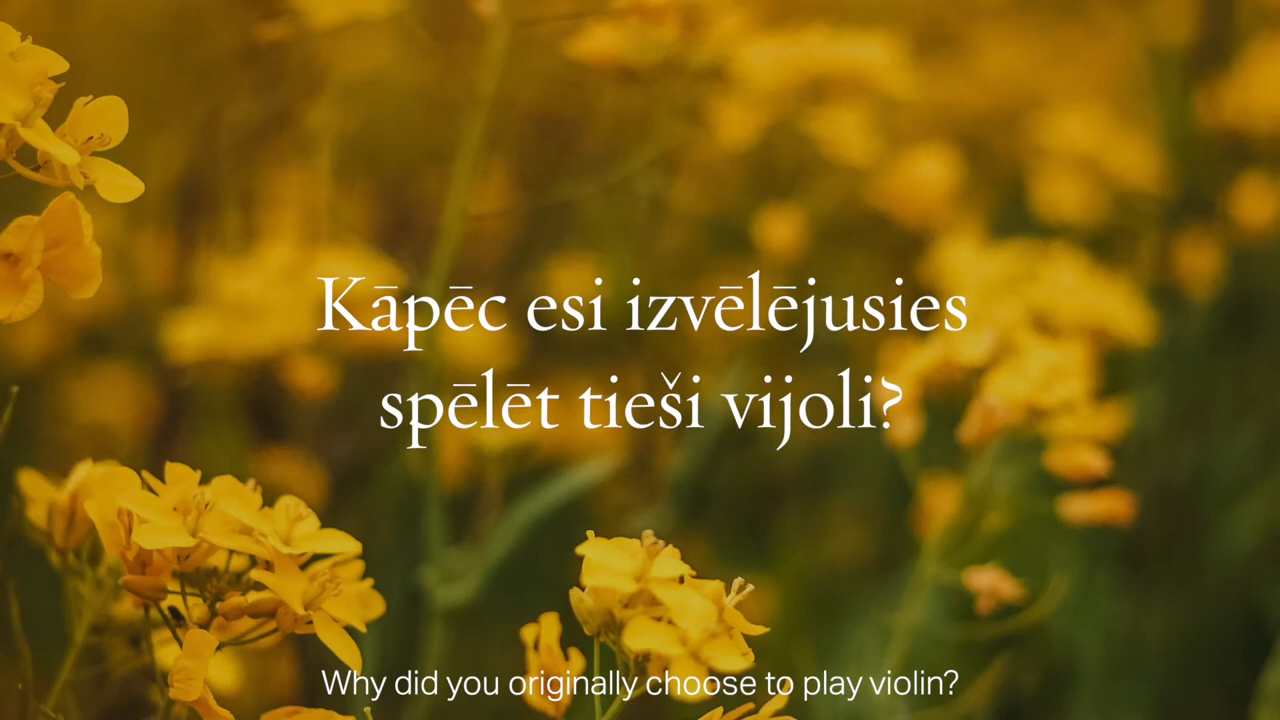 Kāpēc esi izvēlējusies
spēlēt tieši vijoli?
Why did you originally choose to play violin?